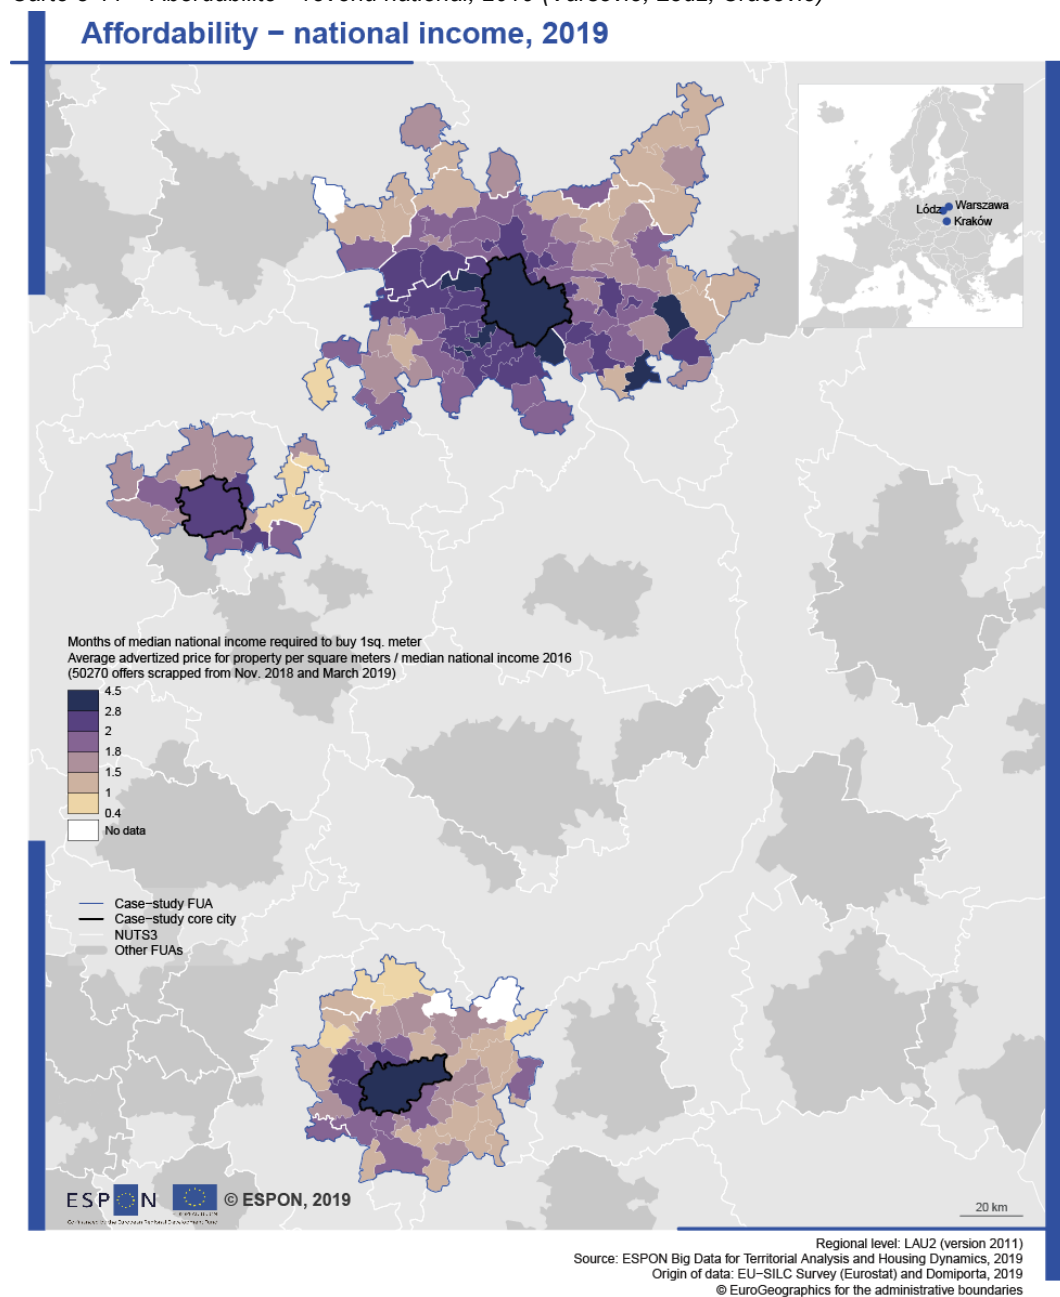 Affordability − national income, 2019
Lódz
Warszawa
Kraków
Months of median national income required to buy 1sq. meter
Average advertized price for property per square meters / median national income 2016
(50270 offers scrapped from Nov. 2018 and March 2019)
4.5
2.8
2
1.8
1.5
1
0.4
No data
Case−study FUA
Case−study core city
NUTS3
Other FUAs
ESPON
© ESPON, 2019
20 km
Regional level: LAU2 (version 2011)
Source: ESPON Big Data for Territorial Analysis and Housing Dynamics, 2019
Origin of data: EU−SILC Survey (Eurostat) and Domiporta, 2019
© EuroGeographics for the administrative boundaries